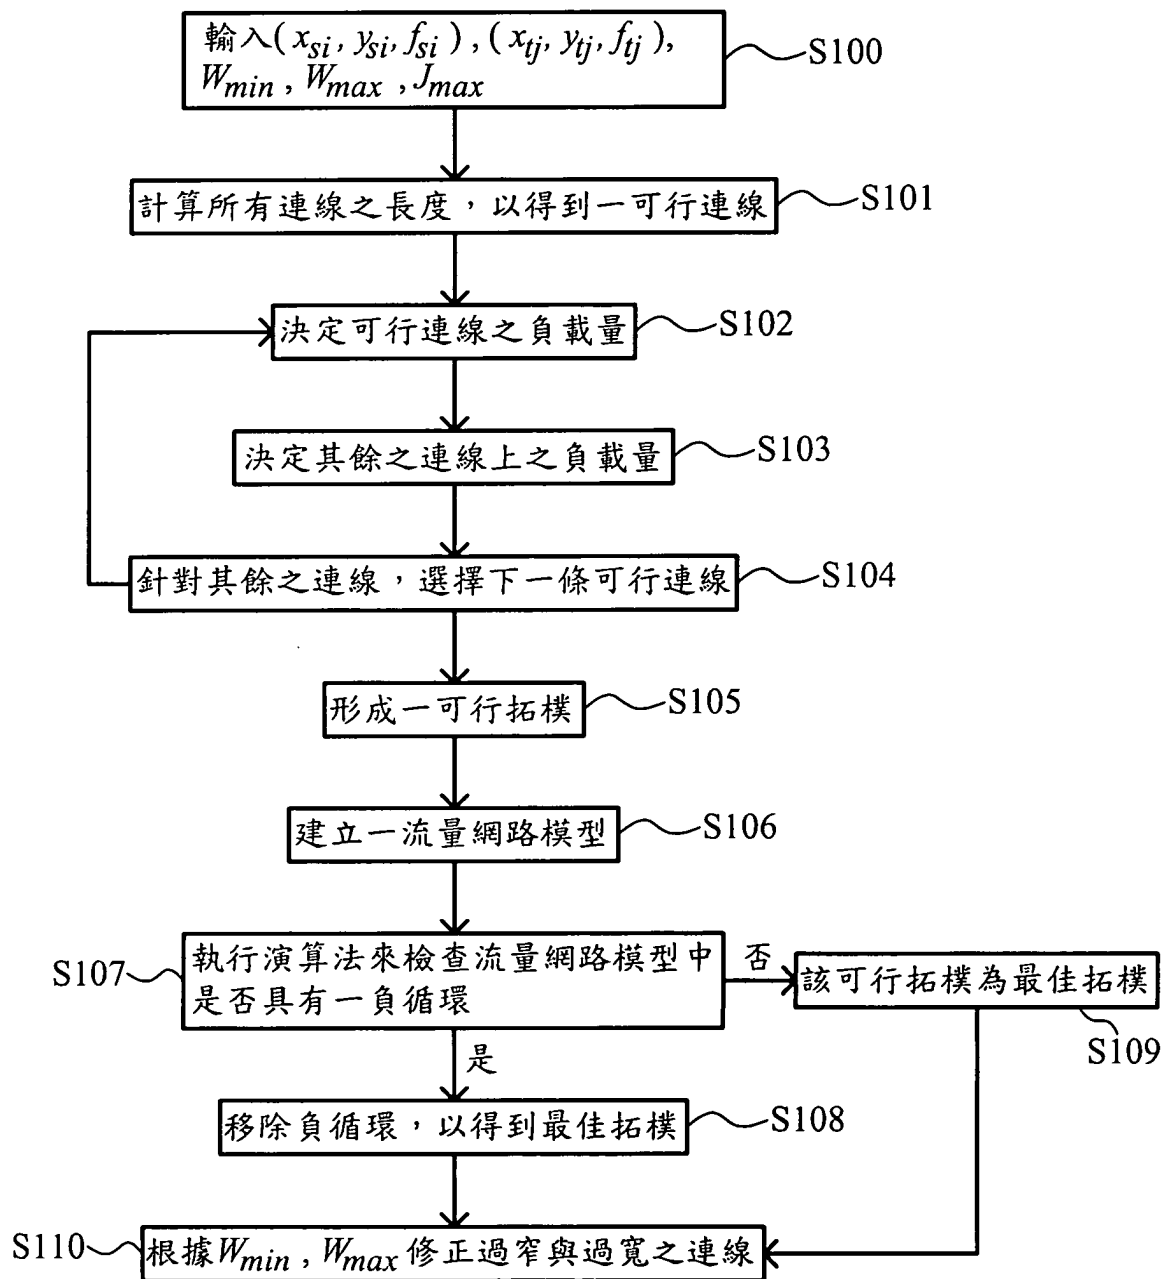 輸入(x_si, y_si, f_si), (x_tj, y_tj, f_tj),
W_min, W_max, J_max
S100
計算所有連線之長度，以得到一可行連線
S101
決定可行連線之負載量
S102
決定其餘之連線上之負載量
S103
針對其餘之連線，選擇下一條可行連線
S104
形成一可行拓樸
S105
建立一流量網路模型
S106
S107
執行演算法來檢查流量網路模型中
是否具有一負循環
否
該可行拓樸為最佳拓樸
S109
是
移除負循環，以得到最佳拓樸
S108
S110
根據W_min, W_max修正過窄與過寬之連線